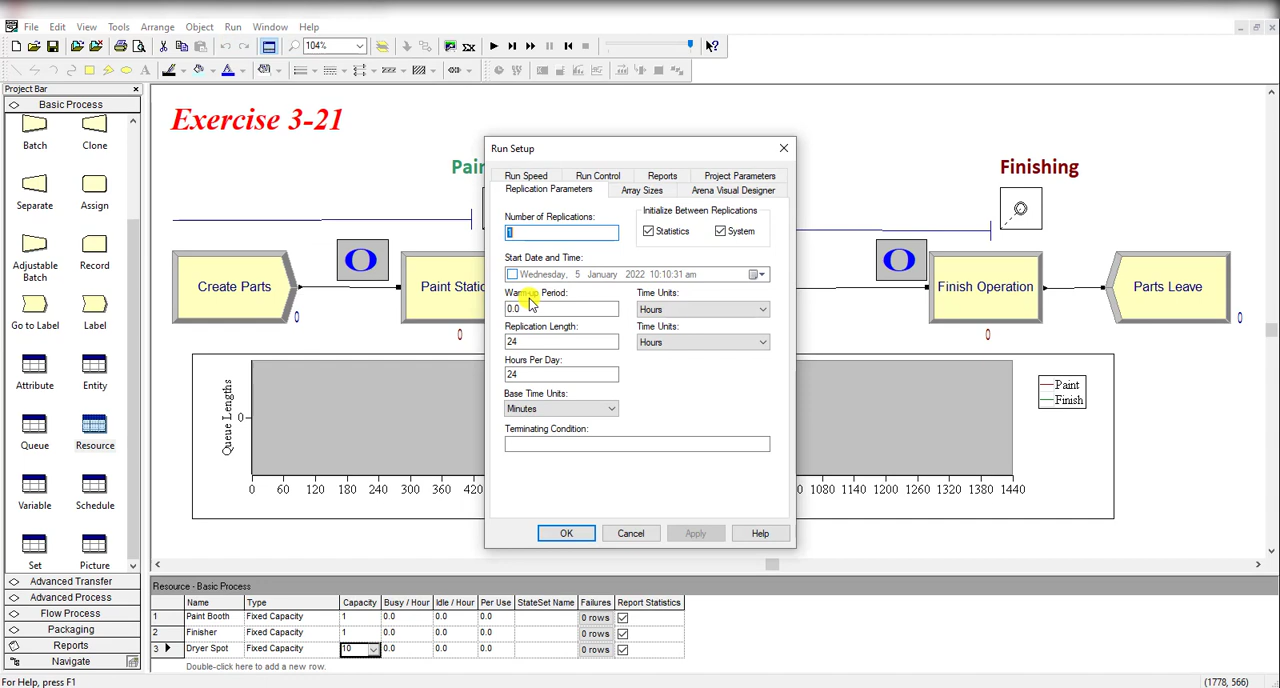 File Edit View Tools Arrange Object Run Window Help
104%
Project Bar
Basic Process
Batch Clone
Separate Assign
Adjustable Batch Record
Go to Label Label
Attribute Entity
Queue Resource
Variable Schedule
Set Picture
Advanced Transfer
Advanced Process
Flow Process
Packaging
Reports
Navigate
Exercise 3-21
Finishing
Create Parts
0
0
Paint Static
0
0
Finish Operation
0
Parts Leave
0
Queue Lengths
0
0 60 120 180 240 300 360 420
1080 1140 1200 1260 1320 1380 1440
Paint
Finish
Run Setup
Run Speed Run Control Reports Project Parameters
Replication Parameters Array Sizes Arena Visual Designer
Number of Replications:
1
Initialize Between Replications
Statistics System
Start Date and Time:
Wednesday, 5 January 2022 10:10:31 am
Warm-up Period: Time Units:
0.0 Hours
Replication Length: Time Units:
24 Hours
Hours Per Day:
24
Base Time Units:
Minutes
Terminating Condition:
OK Cancel Apply Help
Resource - Basic Process
Name Type Capacity Busy / Hour Idle / Hour Per Use StateSet Name Failures Report Statistics
1 Paint Booth Fixed Capacity 1 0.0 0.0 0.0 0 rows
2 Finisher Fixed Capacity 1 0.0 0.0 0.0 0 rows
3 Dryer Spot Fixed Capacity 10 0.0 0.0 0.0 0 rows
Double-click here to add a new row.
For Help, press F1
(1778, 566)